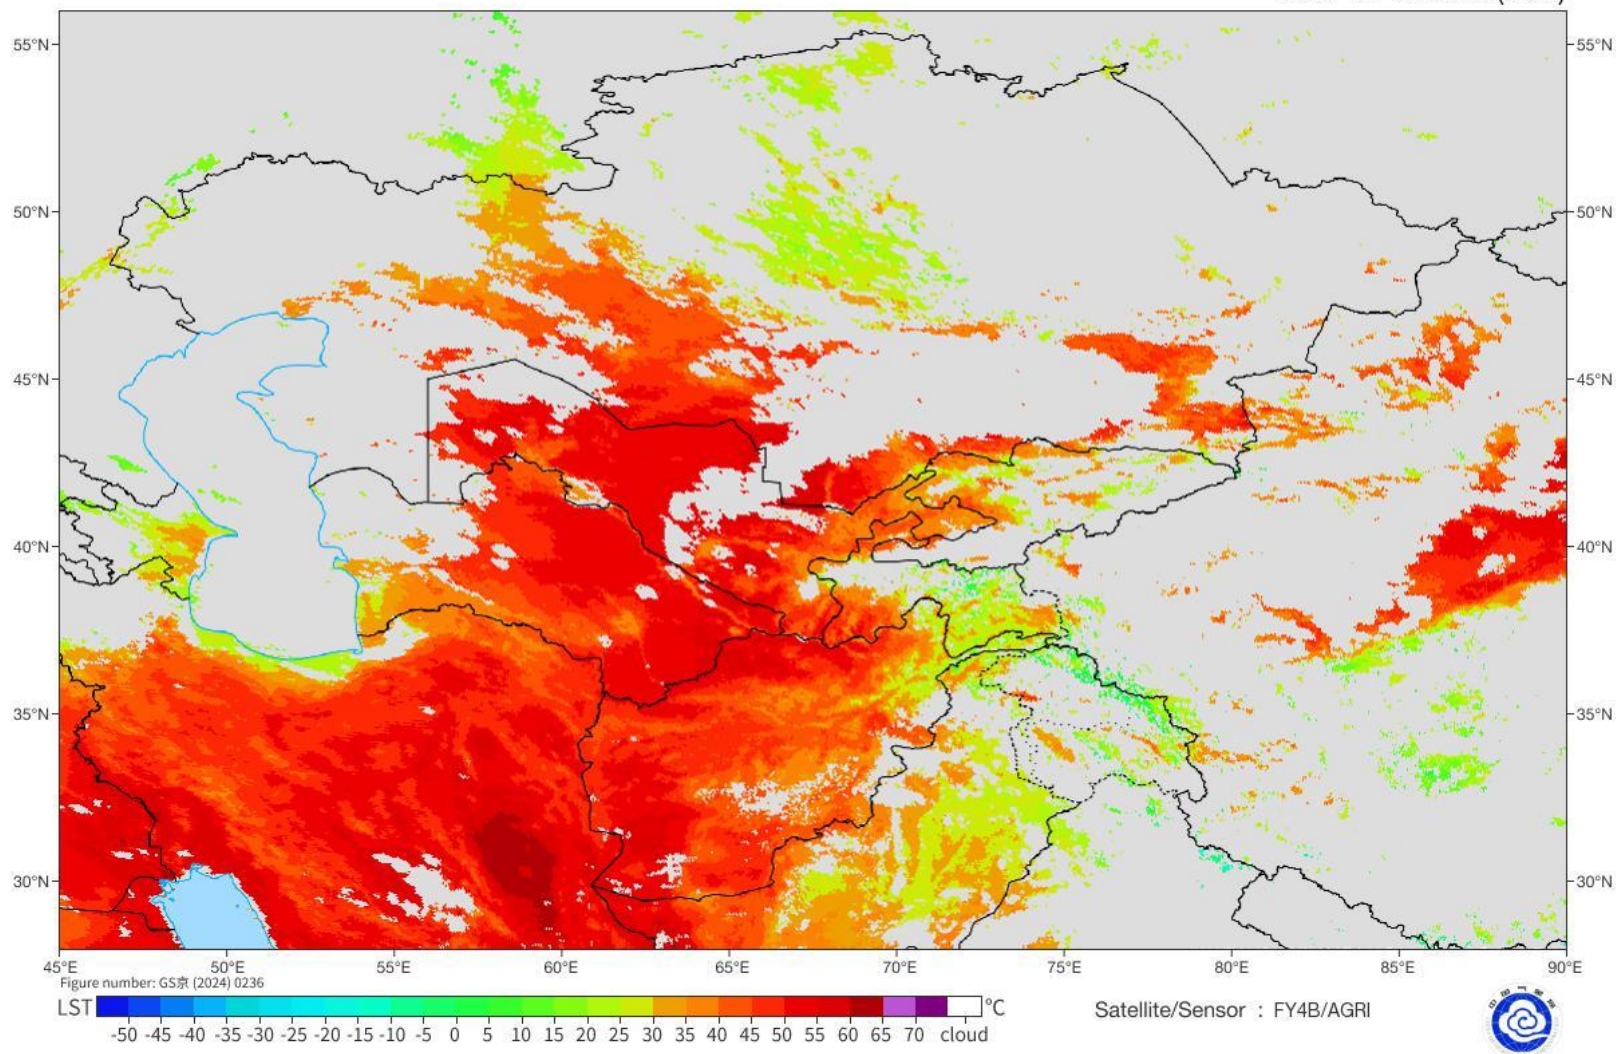 55°N 55°N
50°N 50°N
45°N 45°N
40°N 40°N
35°N 35°N
30°N 30°N
45°E 50°E 55°E 60°E 65°E 70°E 75°E 80°E 85°E 90°E
Figure number: GS京 (2024) 0236
LST °C
-50 -45 -40 -35 -30 -25 -20 -15 -10 -5 0 5 10 15 20 25 30 35 40 45 50 55 60 65 70 cloud
Satellite/Sensor : FY4B/AGRI